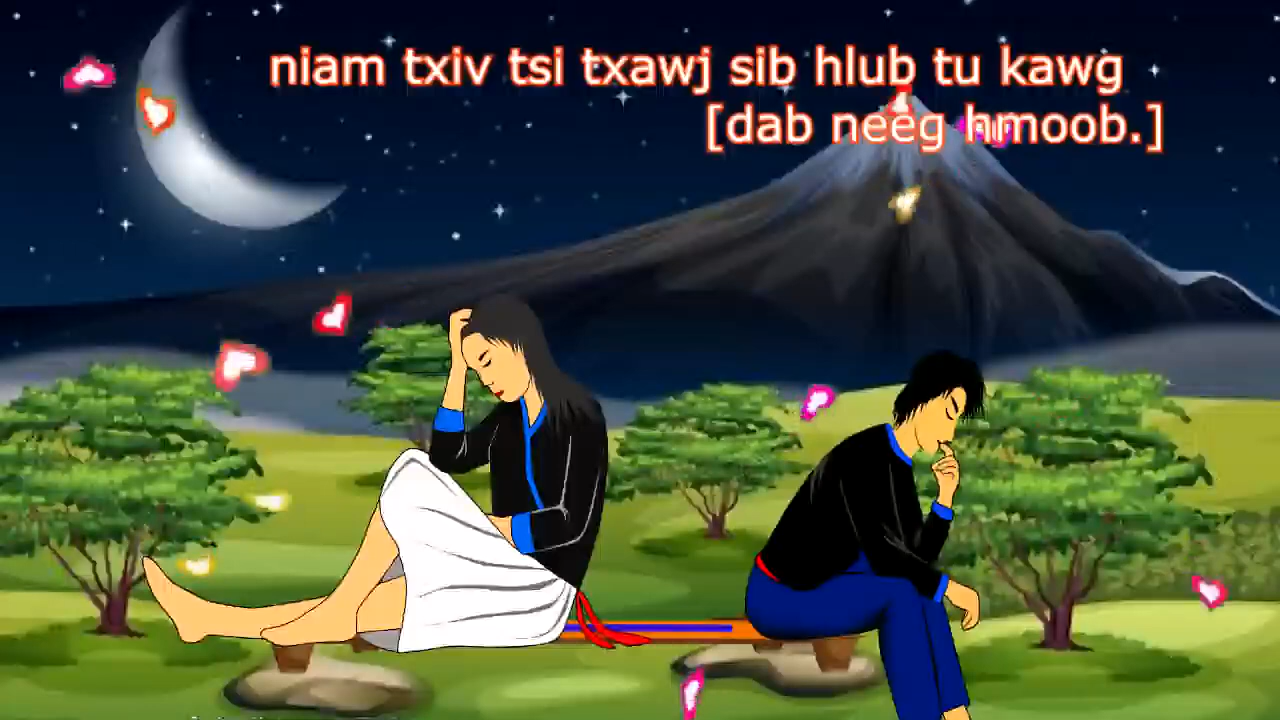 niam txiv tsi txawj sib hlub tu kawg
[dab neeg hmoob.]